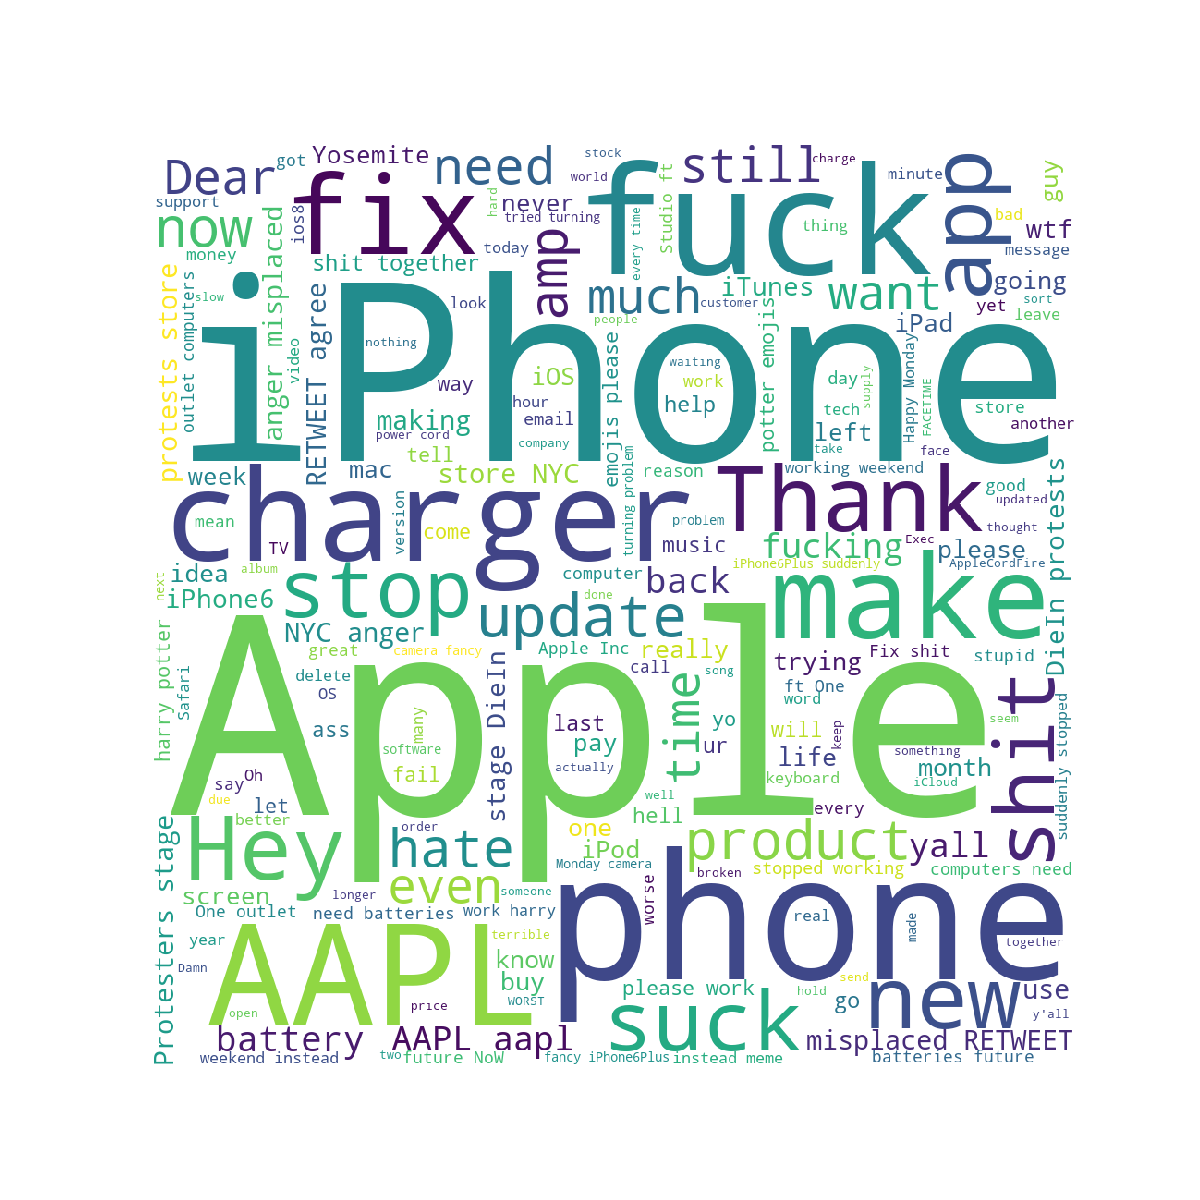 Dear
got
Yosemite
need
stock
still
charge
app
guy
support
now
ios8
fix
hard
never
tried turning
world
fuck
minute
bad
wtf
money
anger misplaced
shit together
today
amp
every time
Studio ft
thing
message
protests store
slow
outlet computers
video
RETWEET agree
look
much
customer
iTunes
want
going
yet
sort
leave
iPhone
nothing
people
iPad
way
iOS
waiting
work
day
supply
Happy Monday
FACETIME
store
another
making
power cord
hour
email
company
emojis please
help
potter emojis
tech
take
left
face
week
mac
tell
store NYC
turning problem
reason
working weekend
good
updated
mean
TV
charger
version
come
problem
music
Thank
thought
fucking
Exec
please
AppleCordfire
DieIn protests
next
album
idea
iPhone6
stop
computer
back
iPhone6Plus suddenly
done
update
make
NYC anger
great
camera fancy
Apple Inc
really
call
song
trying
Fix shit
stupid
harry potter
Safari
delete
OS
stage DieIn
time
ft One
word
shit
Apple
ass
many
software
last
pay
actually
yo
ur
will
life
keep
something
month
iCloud
seem
suddenly stopped
say
Oh
fail
keyboard
due
let
well
hell
every
better
order
one
Protesters stage
Hey
hate
iPod
product
yall
Monday camera
broken
stopped working
computers need
screen
longer
even
someone
worse
phone
One outlet
need batteries
work harry
real
made
together
year
AAPL
terrible
know
Damn
buy
WORST
please work
hold
send
go
new
use
open
price
suck
y'all
battery
AAPL aapl
misplaced RETWEET
weekend instead
two
future NoW
fancy iPhone6Plus
instead meme
batteries future